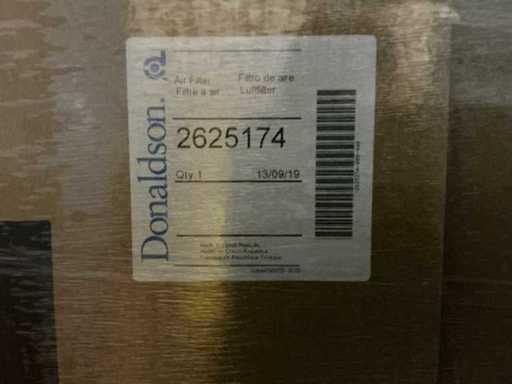 Donaldson.
Air Filter Filtro de aire
Filtre à air Luftfilter
2625174
Qty 1 13/09/19